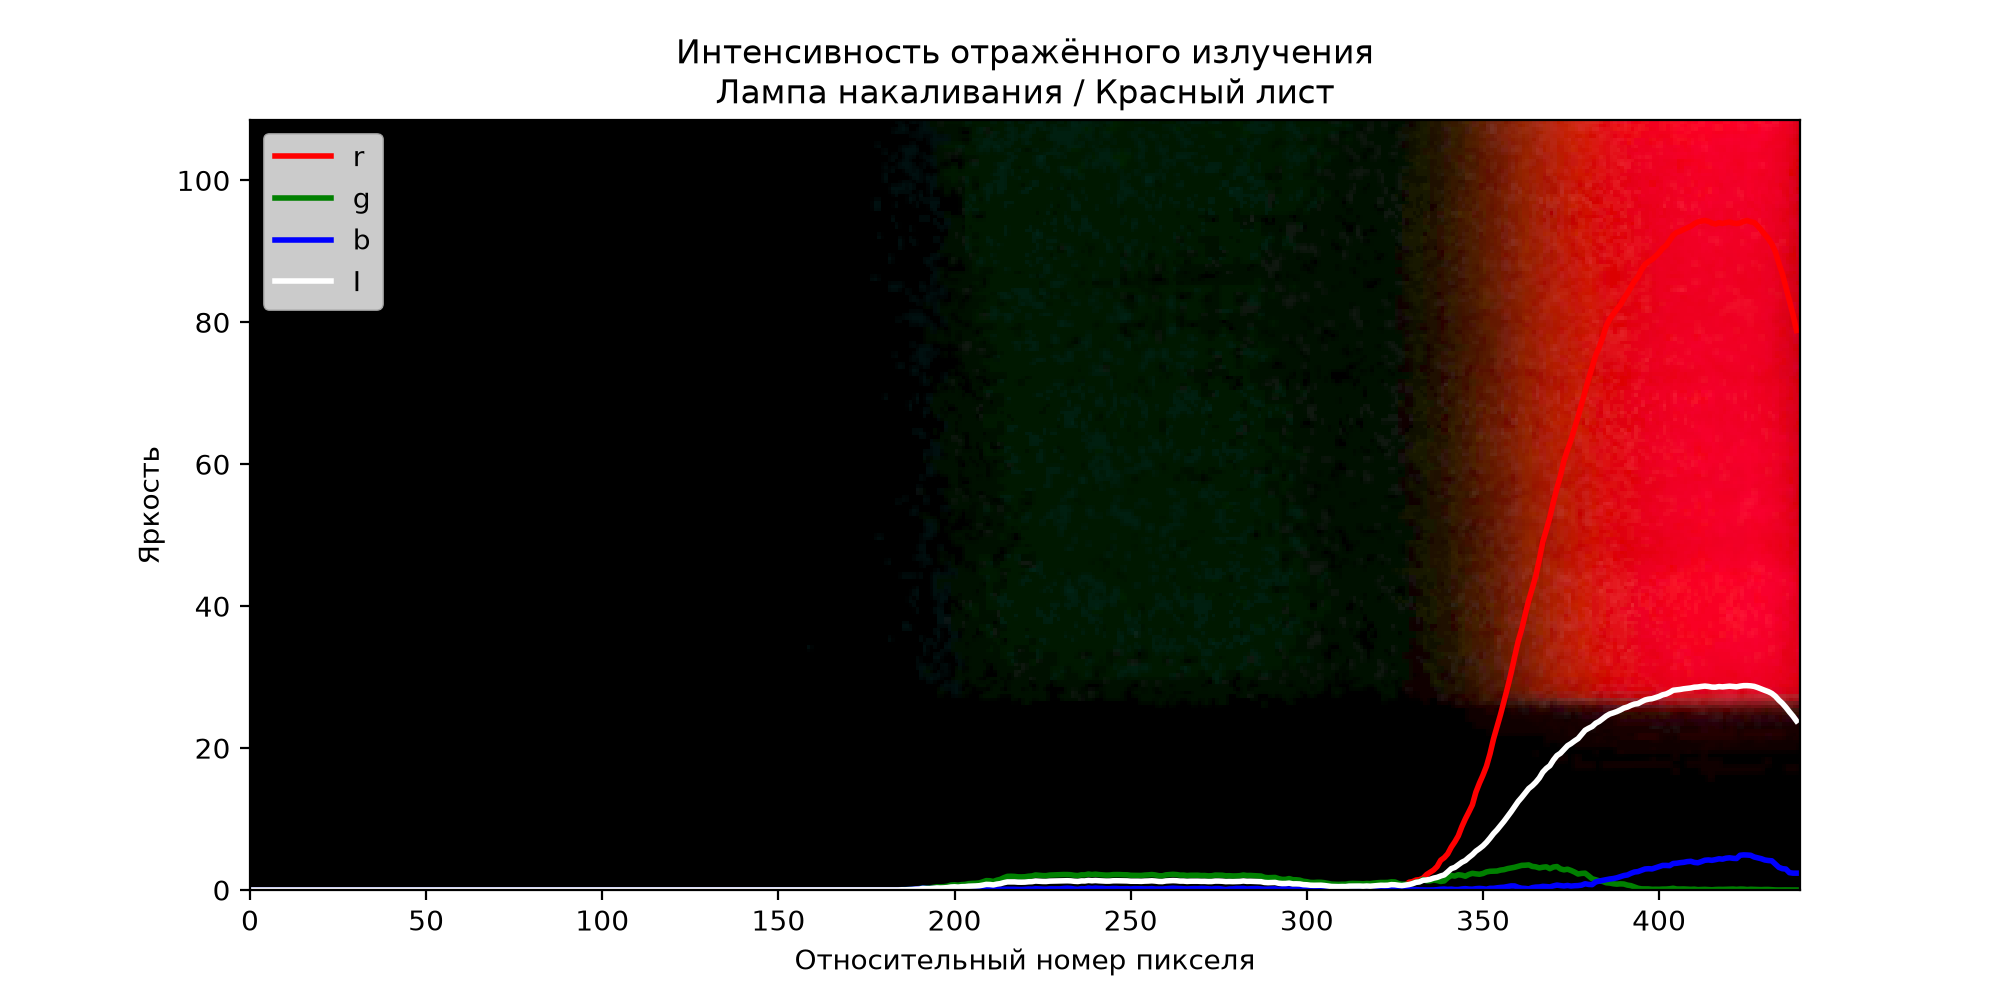 Интенсивность отражённого излучения
Лампа накаливания / Красный лист
r
g
b
l
Яркость
100
80
60
40
20
0
0 50 100 150 200 250 300 350 400
Относительный номер пикселя